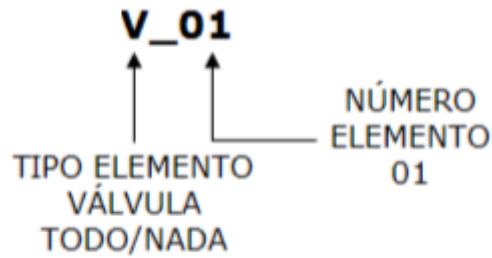 V_01
NÚMERO
ELEMENTO
01
TIPO ELEMENTO
VÁLVULA
TODO/NADA